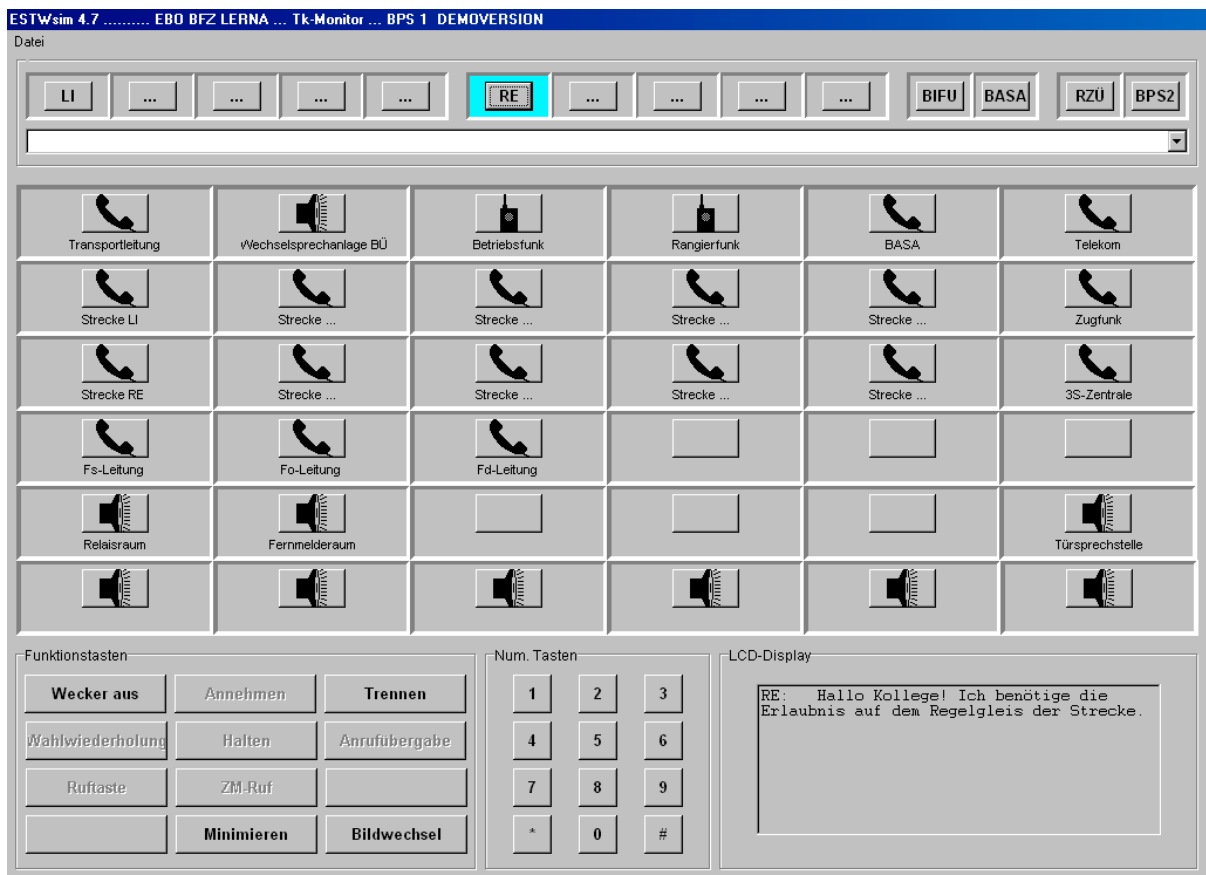 ESTWsim 4.7 .......... EBO BFZ LERNA ... Tk-Monitor ... BPS 1 DEMOVERSION
Datei
LI ... ... ... ... RE ... ... ... ... BIFU BASA RZÜ BPS2
Transportleitung Wechselsprechanlage BÜ Betriebsfunk Rangierfunk BASA Telekom
Strecke LI Strecke ... Strecke ... Strecke ... Strecke ... Zugfunk
Strecke RE Strecke ... Strecke ... Strecke ... Strecke ... 3S-Zentrale
Fs-Leitung Fo-Leitung Fd-Leitung
Relaisraum Fernmelderaum Türsprechstelle
Funktionstasten
Wecker aus Annehmen Trennen
Wahlwiederholung Halten Anrufübergabe
Ruftaste ZM-Ruf
Minimieren Bildwechsel
Num. Tasten
1 2 3
4 5 6
7 8 9
* 0 #
LCD-Display
RE: Hallo Kollege! Ich benötige die
Erlaubnis auf dem Regelgleis der Strecke.